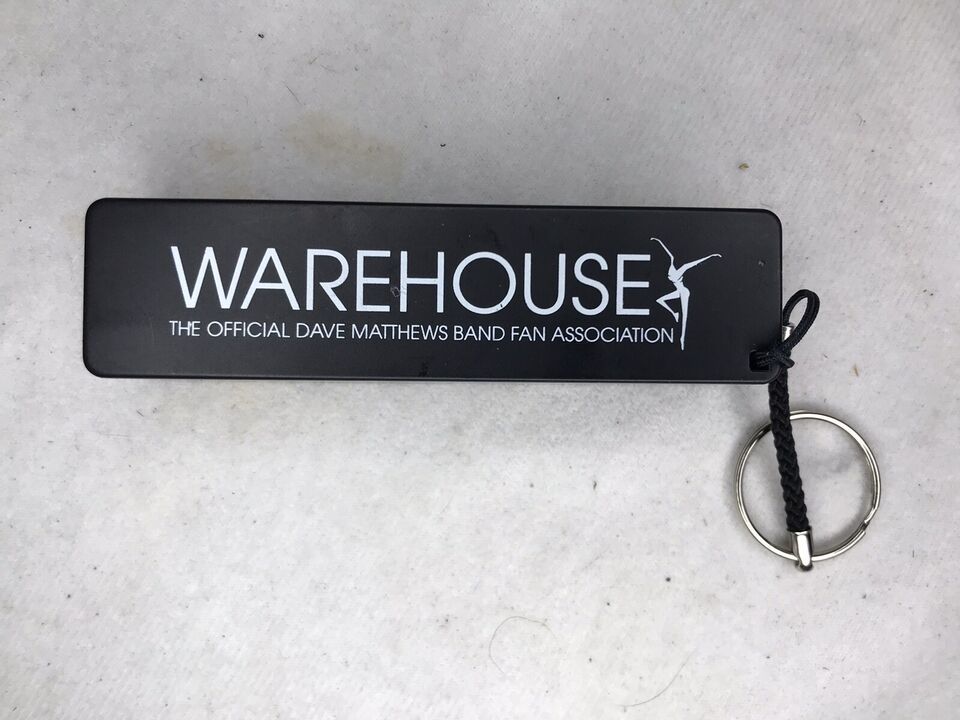 WAREHOUSE
THE OFFICIAL DAVE MATTHEWS BAND FAN ASSOCIATION